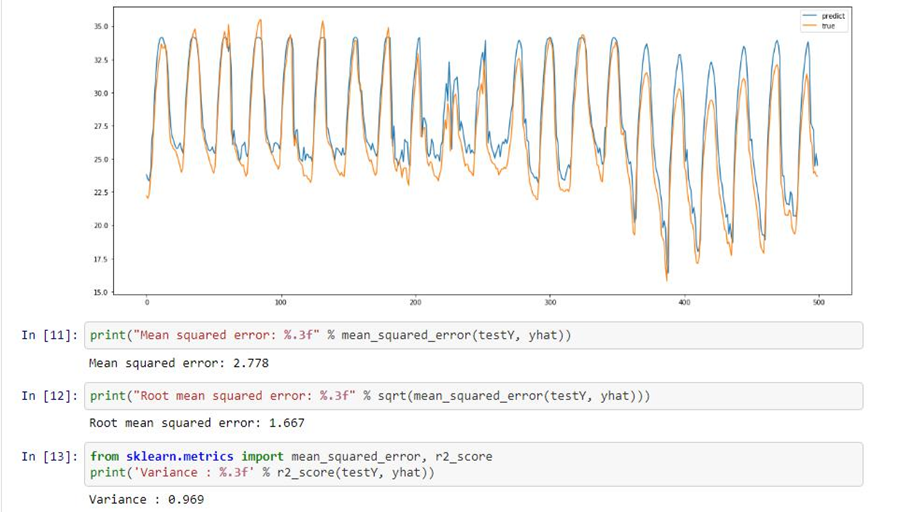 predict
true
35.0
32.5
30.0
27.5
25.0
22.5
20.0
17.5
15.0
0 100 200 300 400 500
In [11]: print("Mean squared error: %.3f" % mean_squared_error(testY, yhat))
Mean squared error: 2.778
In [12]: print("Root mean squared error: %.3f" % sqrt(mean_squared_error(testY, yhat)))
Root mean squared error: 1.667
In [13]: from sklearn.metrics import mean_squared_error, r2_score
print('Variance : %.3f' % r2_score(testY, yhat))
Variance : 0.969